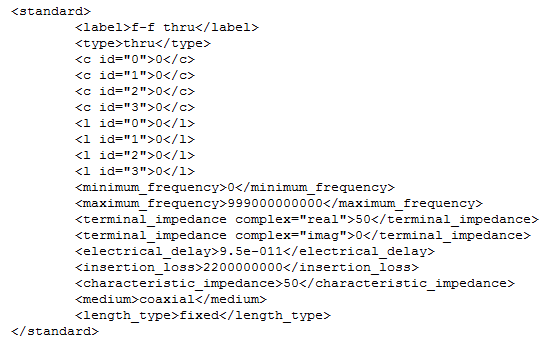 <standard>
<label>f-f thru</label>
<type>thru</type>
<c id="0">0</c>
<c id="1">0</c>
<c id="2">0</c>
<c id="3">0</c>
<l id="0">0</l>
<l id="1">0</l>
<l id="2">0</l>
<l id="3">0</l>
<minimum_frequency>0</minimum_frequency>
<maximum_frequency>999000000000</maximum_frequency>
<terminal_impedance complex="real">50</terminal_impedance>
<terminal_impedance complex="imag">0</terminal_impedance>
<electrical_delay>9.5e-011</electrical_delay>
<insertion_loss>2200000000</insertion_loss>
<characteristic_impedance>50</characteristic_impedance>
<medium>coaxial</medium>
<length_type>fixed</length_type>
</standard>